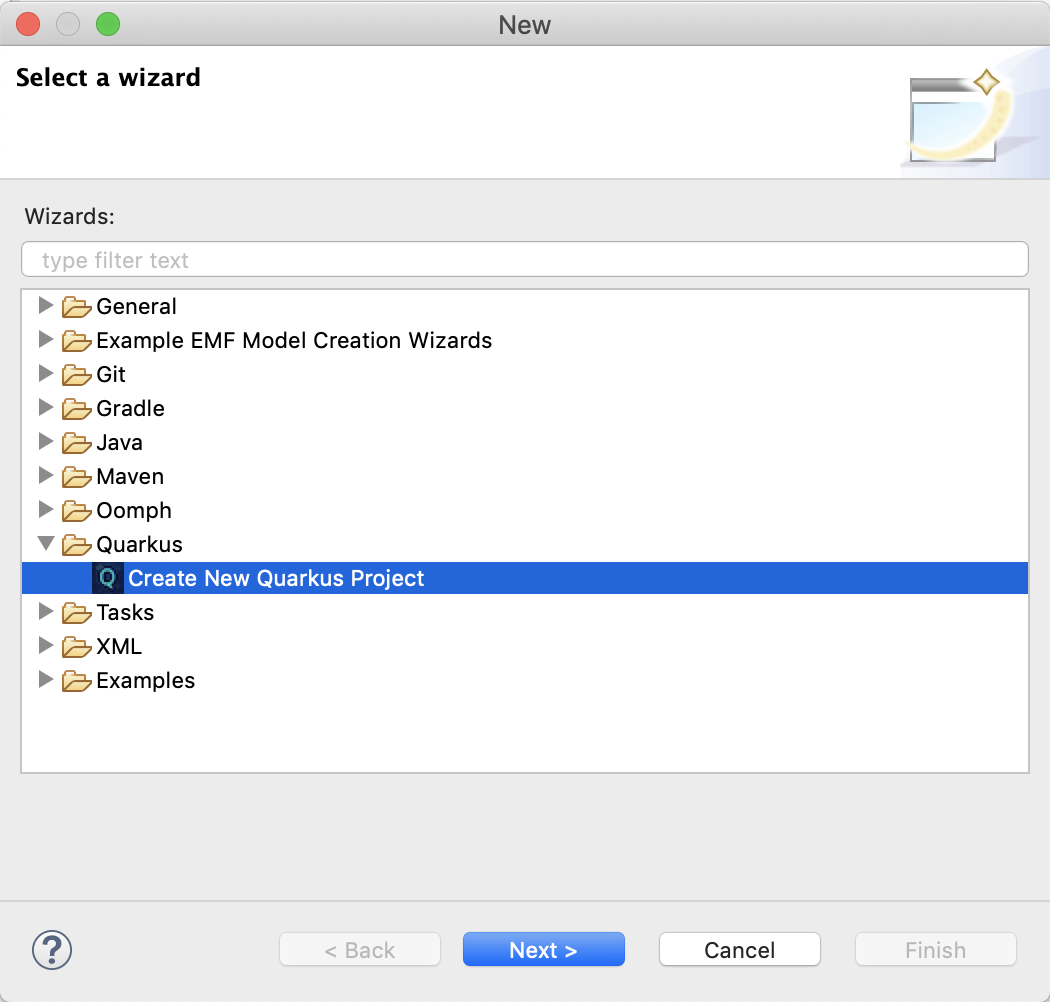 New
Select a wizard
Wizards:
type filter text
General
Example EMF Model Creation Wizards
Git
Gradle
Java
Maven
Oomph
Quarkus
Q Create New Quarkus Project
Tasks
XML
Examples
? < Back Next > Cancel Finish